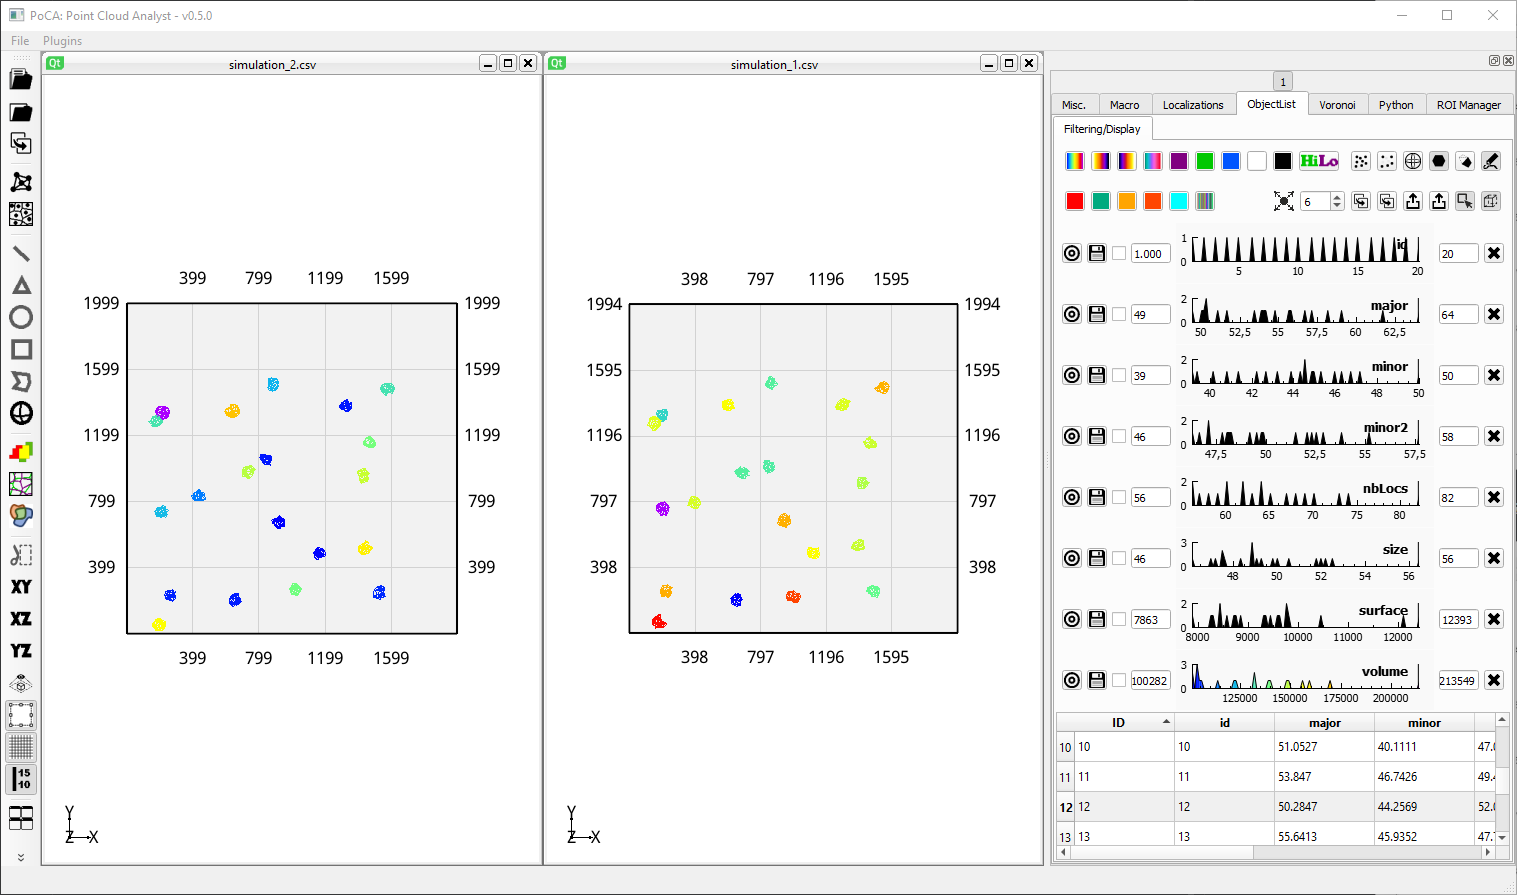 PoCA: Point Cloud Analyst - v0.5.0
File Plugins
Qt simulation_2.csv
Qt simulation_1.csv
1
Misc. Macro Localizations ObjectList Voronoi Python ROI Manager
Filtering/Display
HiLo
6
399 799 1199 1599
1999 1999
1599 1599
1199 1199
799 799
399 399
399 799 1199 1599
Y
Z X
398 797 1196 1595
1994 1994
1595 1595
1196 1196
797 797
398 398
398 797 1196 1595
Y
Z X
XY
XZ
YZ
15
10
1.000 1 0 id 5 10 15 20 20
49 2 0 major 50 52,5 55 57,5 60 62,5 64
39 2 0 minor 40 42 44 46 48 50 50
46 2 0 minor2 47,5 50 52,5 55 57,5 58
56 2 0 nbLocs 60 65 70 75 80 82
46 3 0 size 48 50 52 54 56 56
7863 2 0 surface 8000 9000 10000 11000 12000 12393
100282 3 0 volume 125000 150000 175000 200000 213549
ID id major minor
10 10 10 51.0527 40.1111
11 11 11 53.847 46.7426
12 12 12 50.2847 44.2569
13 13 13 55.6413 45.9352